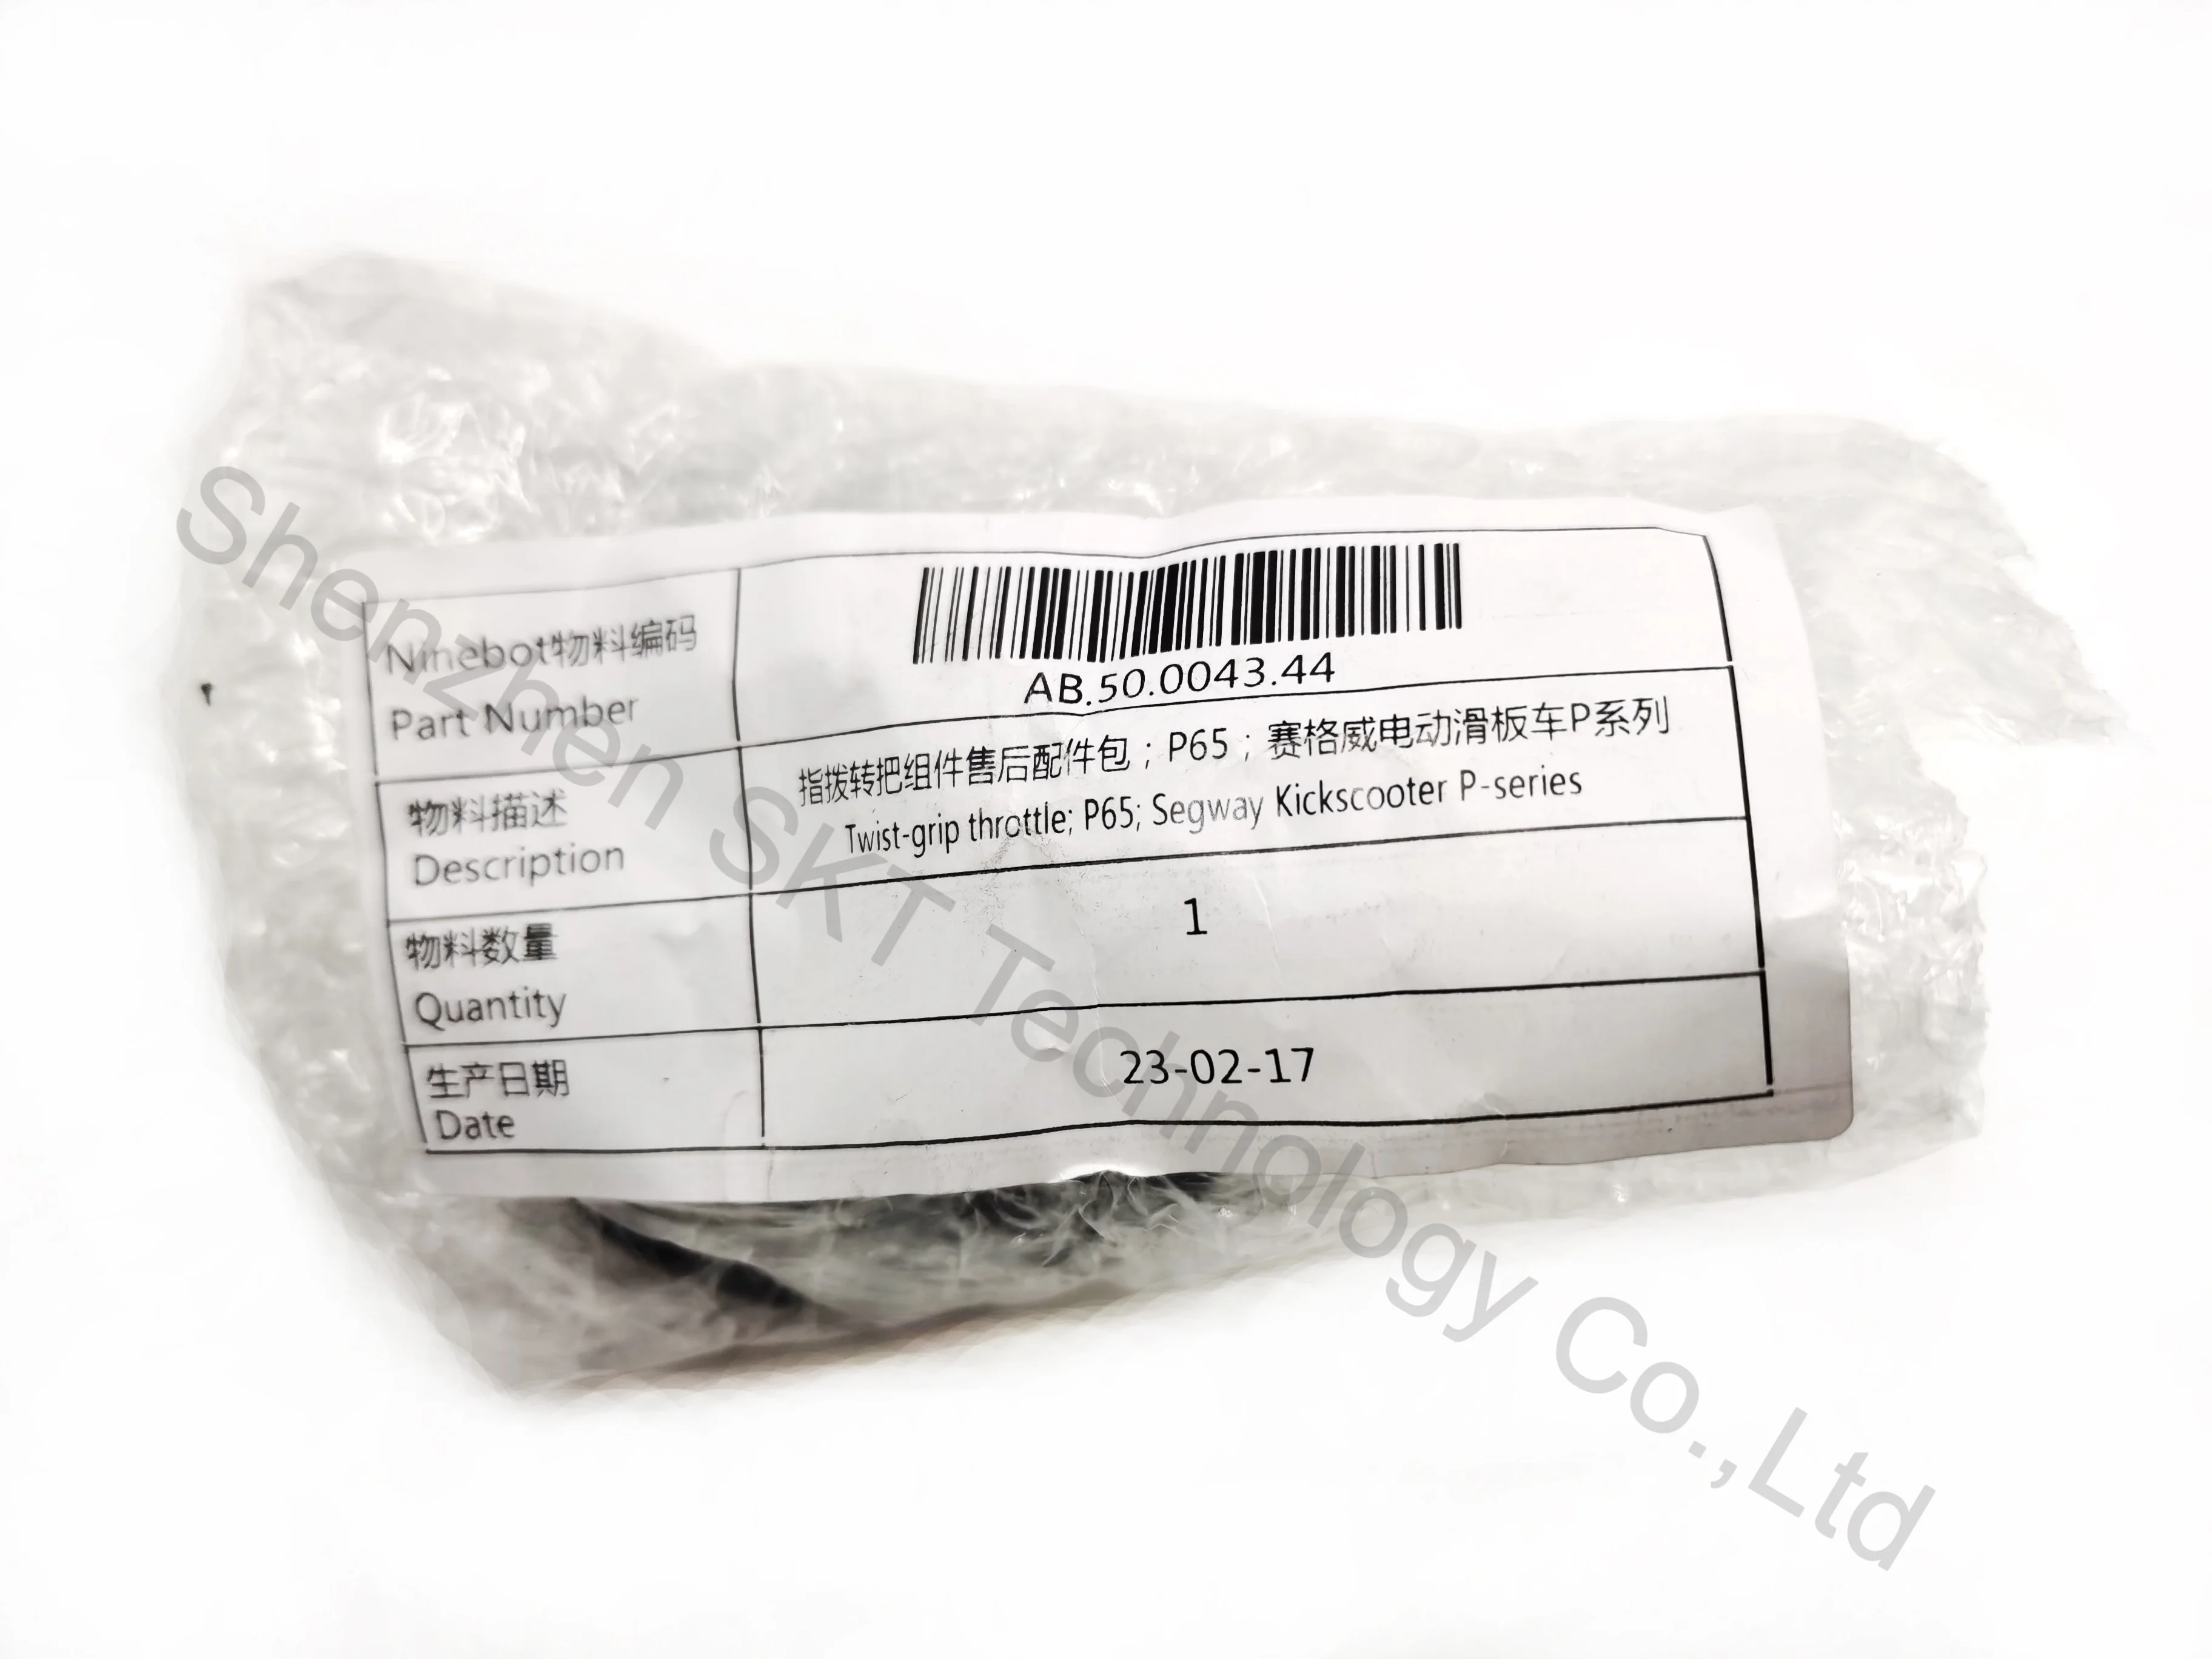 Ninebot物料编码
Part Number
AB.50.0043.44
物料描述
Description
指拨转把组件售后配件包；P65；赛格威电动滑板车P系列
Twist-grip throttle; P65; Segway Kickscooter P-series
物料数量
Quantity
1
生产日期
Date
23-02-17
Shenzhen SKT Technology Co.,Ltd